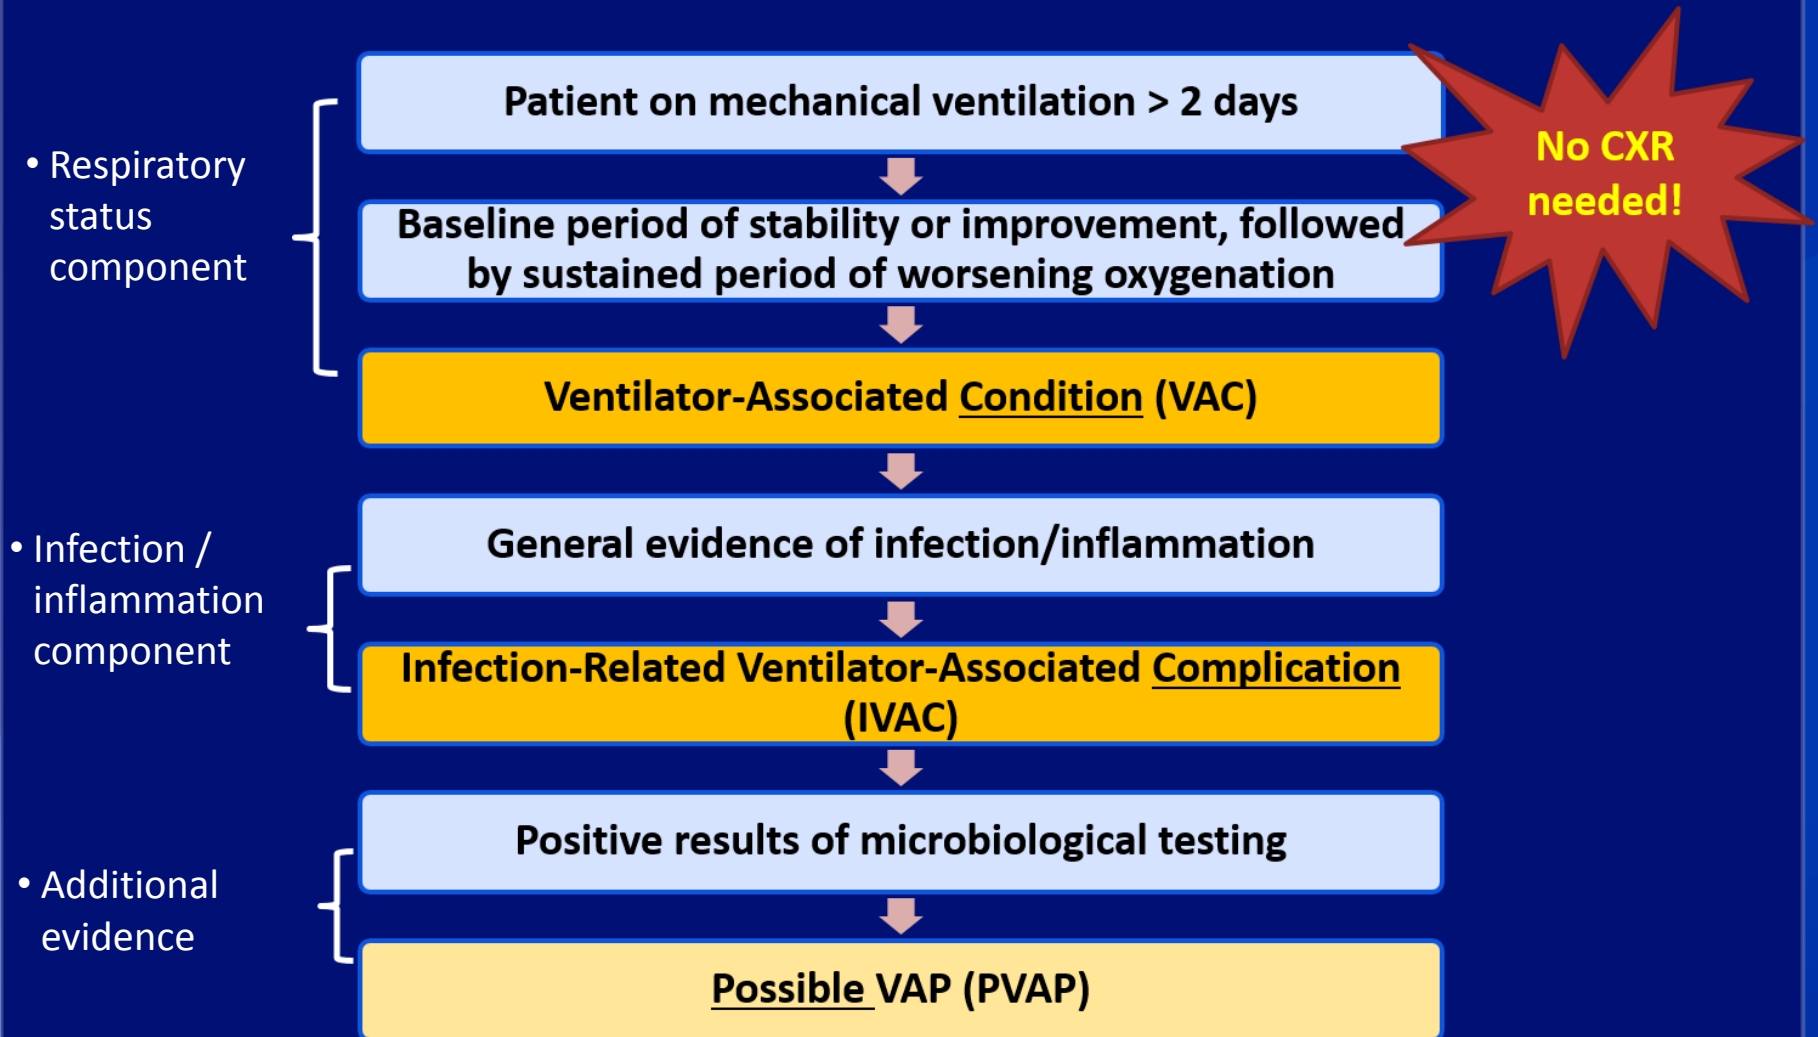 Patient on mechanical ventilation > 2 days
No CXR
needed!
• Respiratory
status
component
Baseline period of stability or improvement, followed
by sustained period of worsening oxygenation
Ventilator-Associated Condition (VAC)
General evidence of infection/inflammation
• Infection /
inflammation
component
Infection-Related Ventilator-Associated Complication
(IVAC)
Positive results of microbiological testing
• Additional
evidence
Possible VAP (PVAP)